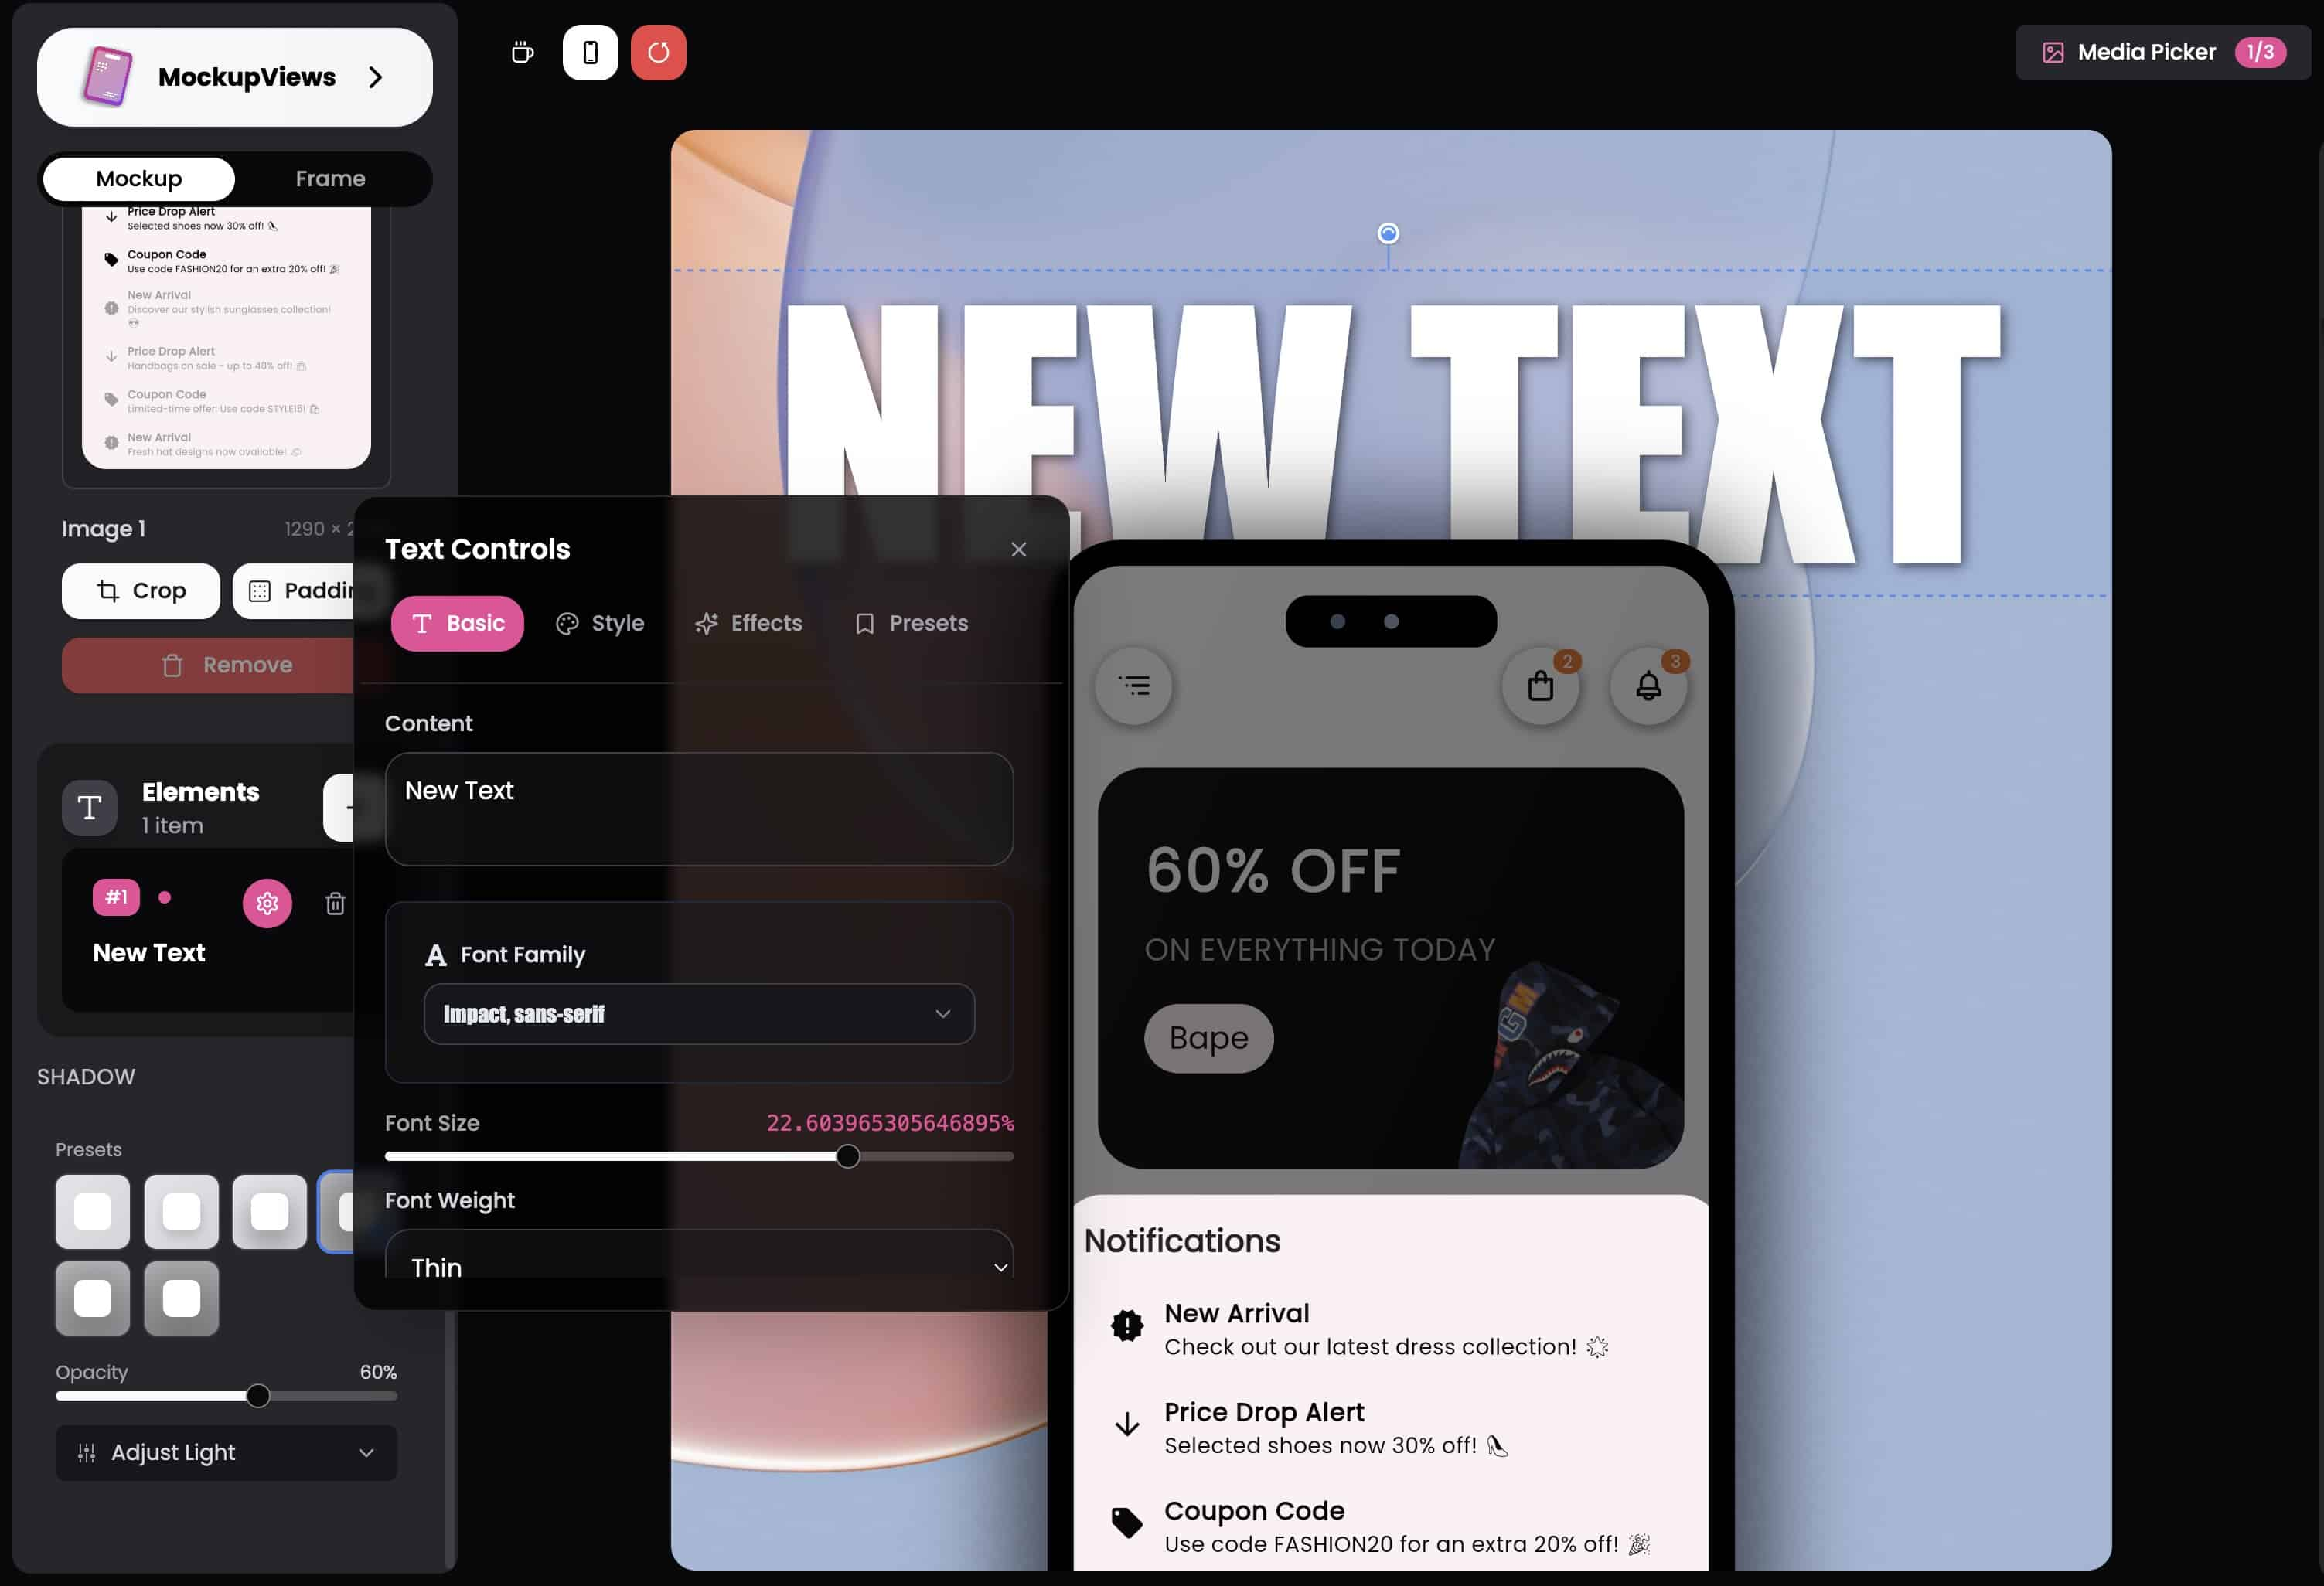 MockupViews
Mockup
Frame
Price Drop Alert
Selected shoes now 30% off! 👠
Coupon Code
Use code FASHION20 for an extra 20% off! 🎉
New Arrival
Discover our stylish sunglasses collection!
🕶️
Price Drop Alert
Handbags on sale - up to 40% off! 👜
Coupon Code
Limited-time offer: Use code STYLE15! 🛍️
New Arrival
Fresh hat designs now available!
Image 1
1290 ×
Crop
Remove
Elements
1 item
#1
New Text
SHADOW
Presets
Opacity
60%
Adjust Light
Media Picker
1/3
Text Controls
Basic
Style
Effects
Presets
Content
New Text
Font Family
Impact, sans-serif
Font Size
22.603965305646895%
Font Weight
Thin
NEW TEXT
2
3
60% OFF
ON EVERYTHING TODAY
Bape
Notifications
New Arrival
Check out our latest dress collection! 🌟
Price Drop Alert
Selected shoes now 30% off! 👠
Coupon Code
Use code FASHION20 for an extra 20% off! 🎉